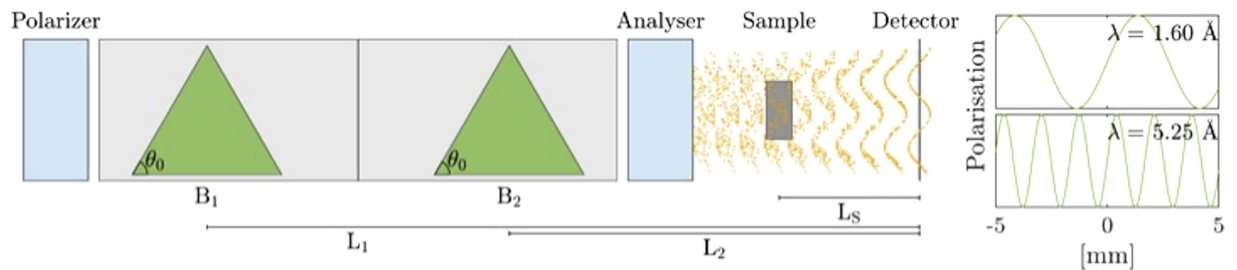 Polarizer
Analyser
Sample
Detector
θ₀
θ₀
B₁
B₂
L_S
L₁
L₂
Polarisation
λ = 1.60 Å
λ = 5.25 Å
-5
0
5
[mm]